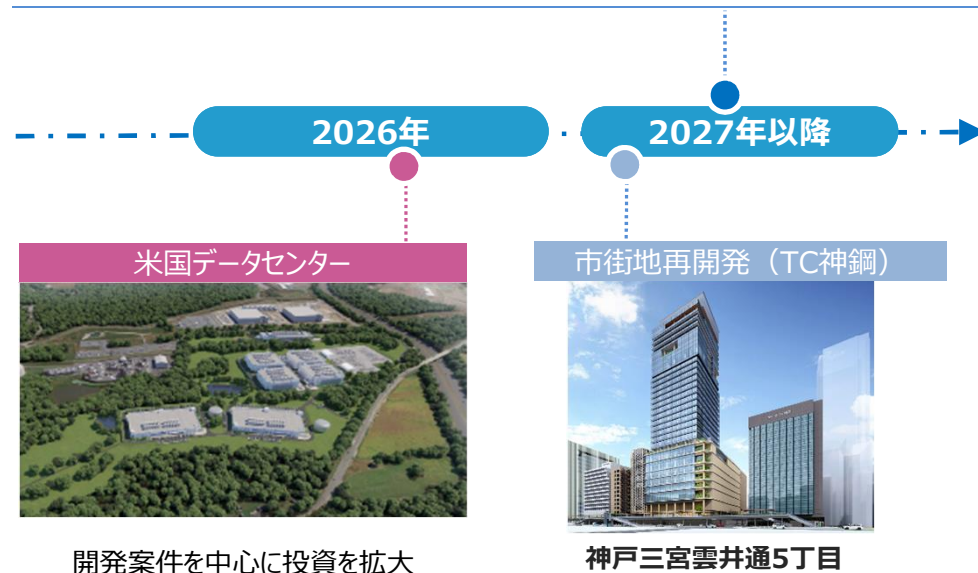 2026年
2027年以降
米国データセンター
市街地再開発（TC神鋼）
開発案件を中心に投資を拡大
神戸三宮雲井通5丁目